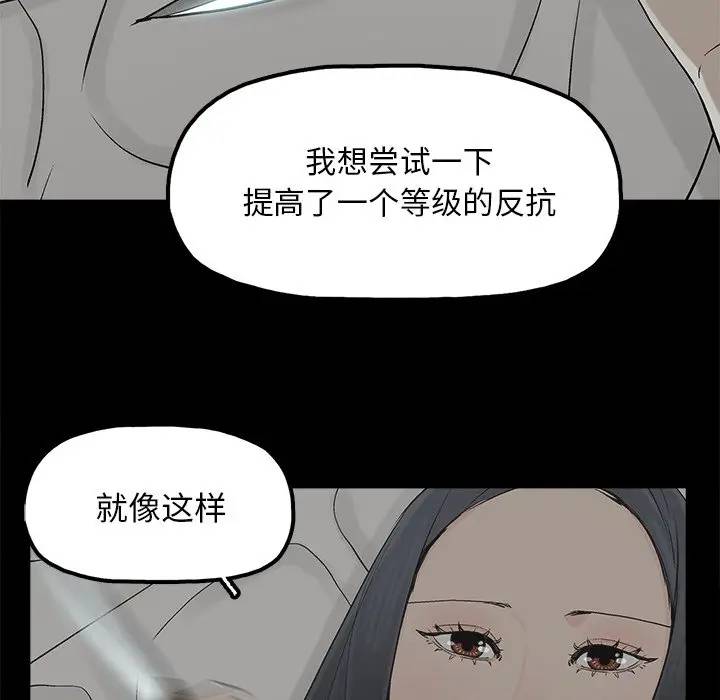 我想尝试一下
提高了一个等级的反抗
就像这样